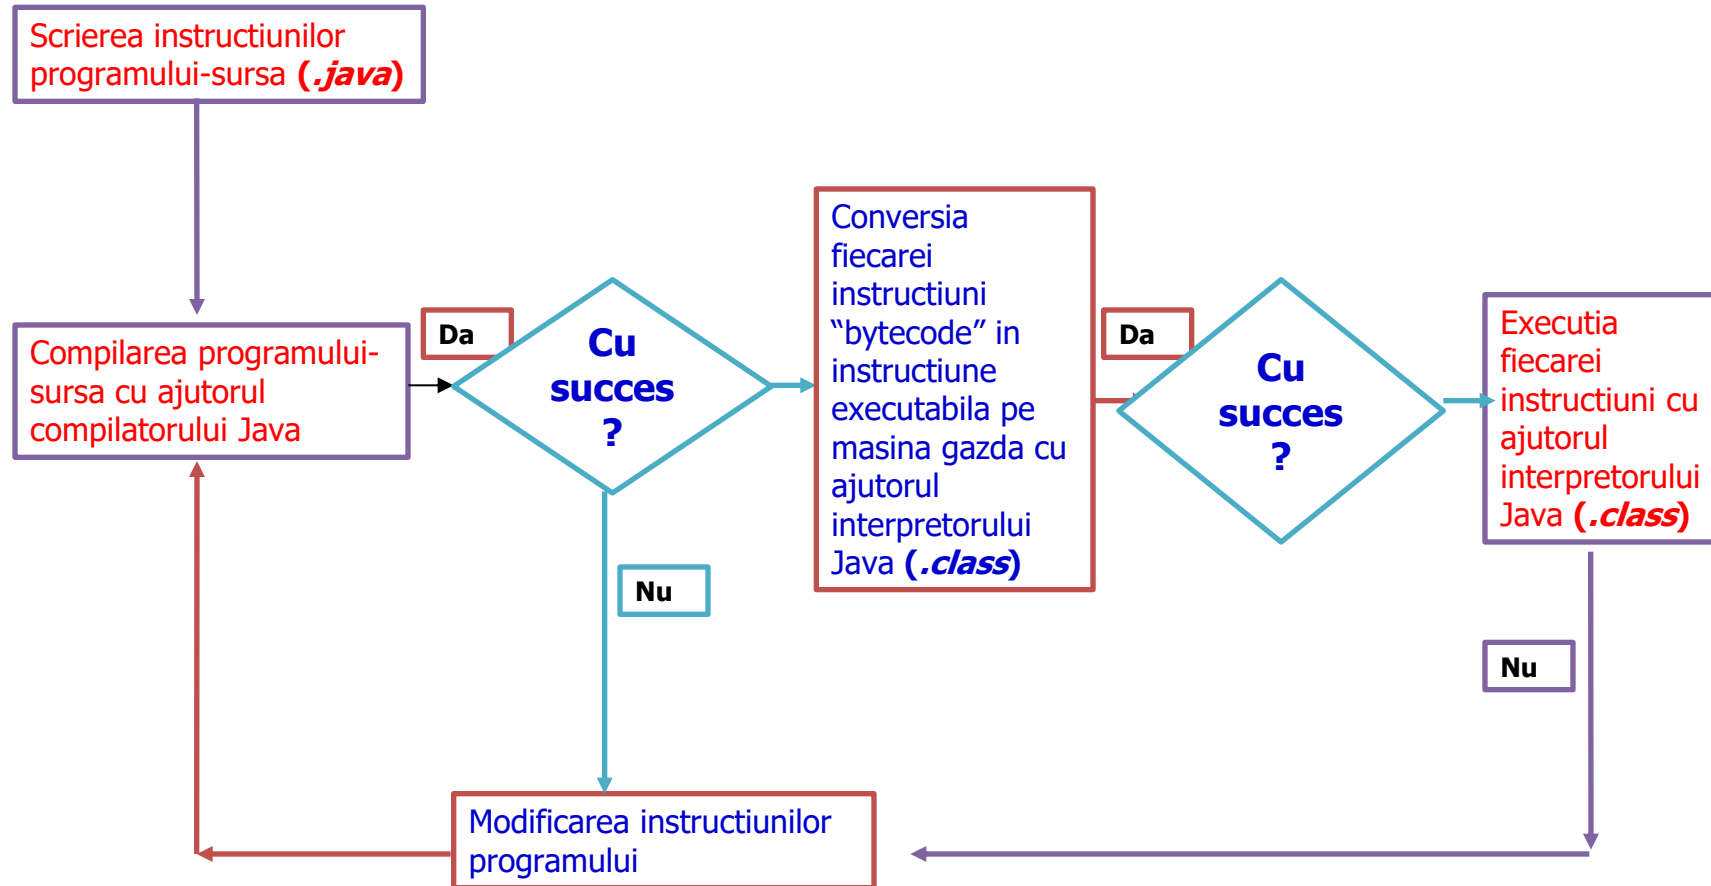 Scrierea instructiunilor
programului-sursa (.java)
Compilarea programului-
sursa cu ajutorul
compilatorului Java
Da
Cu
succes
?
Nu
Conversia
fiecarei
instructiuni
“bytecode” in
instructiune
executabila pe
masina gazda cu
ajutorul
interpretorului
Java (.class)
Da
Cu
succes
?
Executia
fiecarei
instructiuni cu
ajutorul
interpretorului
Java (.class)
Nu
Modificarea instructiunilor
programului